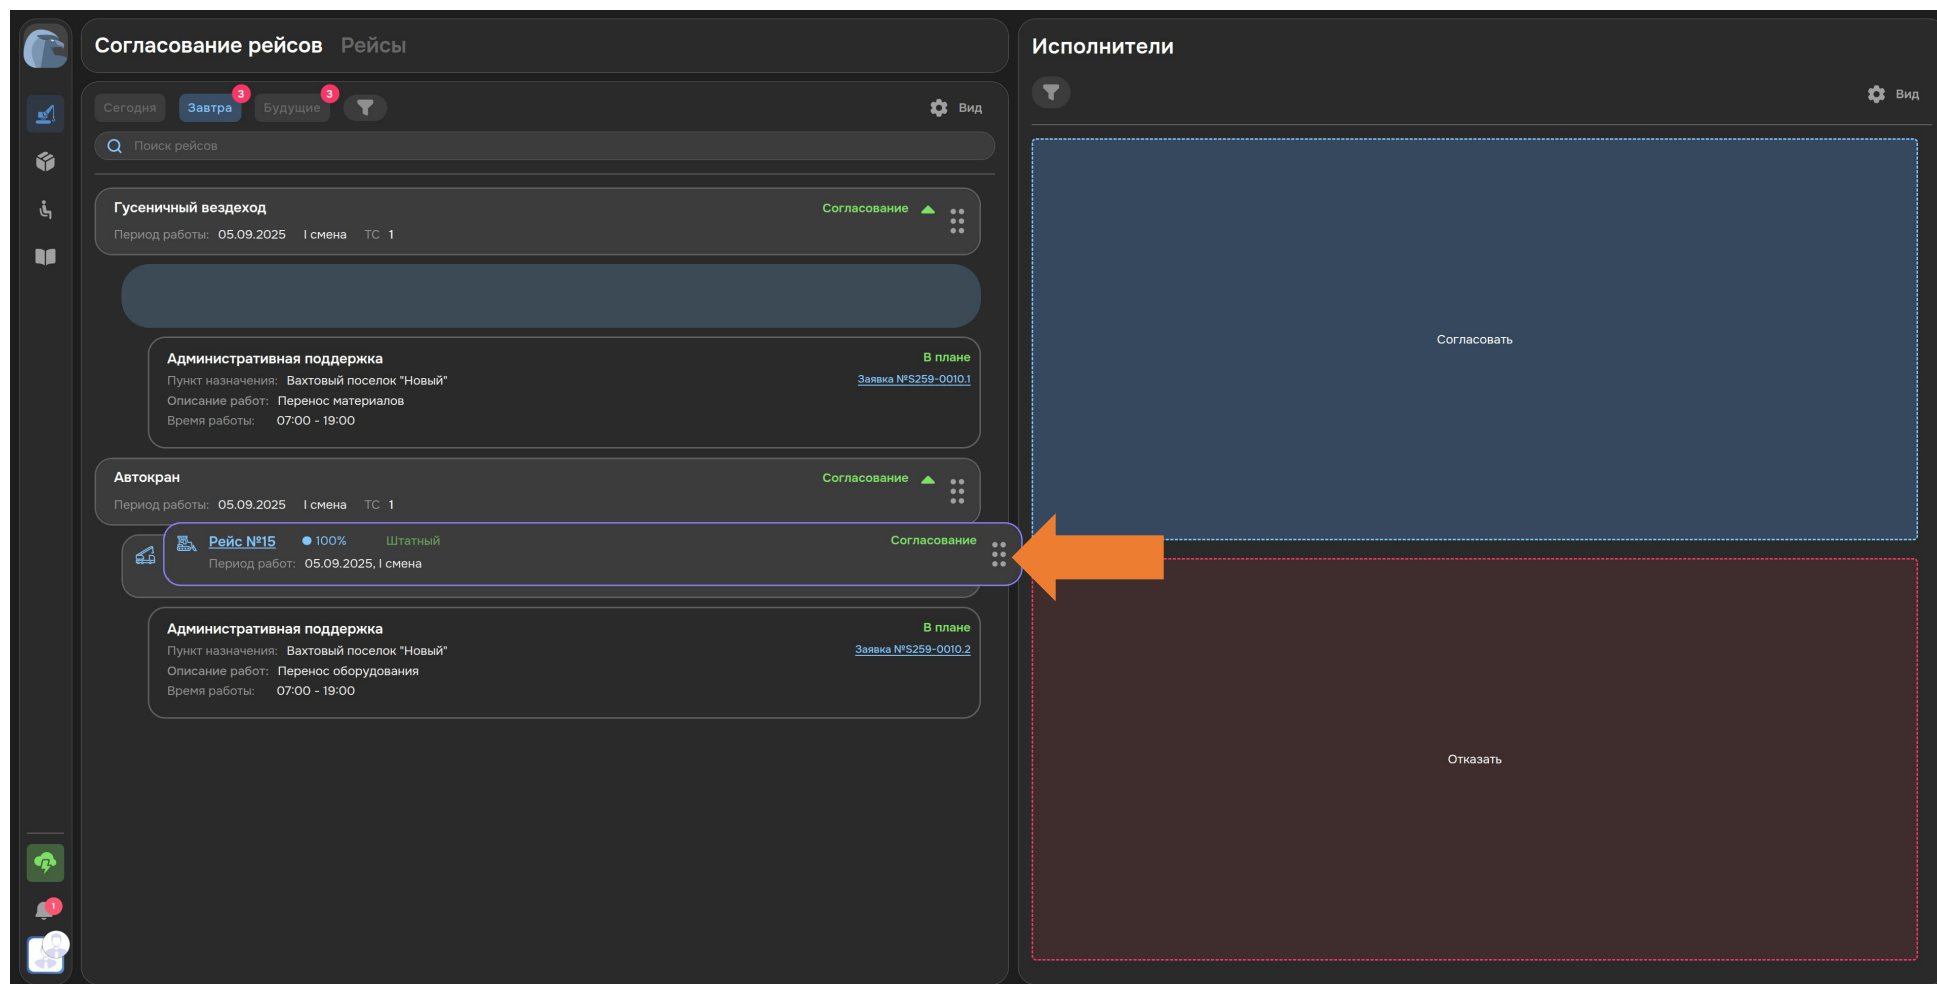 Согласование рейсов Рейсы
Сегодня Завтра 3 Будущие 3 Вид
Поиск рейсов
Гусеничный вездеход Согласование
Период работы: 05.09.2025 I смена ТС 1
Административная поддержка В плане
Пункт назначения: Вахтовый поселок "Новый" Заявка №S259-0010.1
Описание работ: Перенос материалов
Время работы: 07:00 - 19:00
Автокран Согласование
Период работы: 05.09.2025 I смена ТС 1
Рейс №15 100% Штатный Согласование
Период работ: 05.09.2025, I смена
Административная поддержка В плане
Пункт назначения: Вахтовый поселок "Новый" Заявка №S259-0010.2
Описание работ: Перенос оборудования
Время работы: 07:00 - 19:00
1
Исполнители
Вид
Согласовать
Отказать